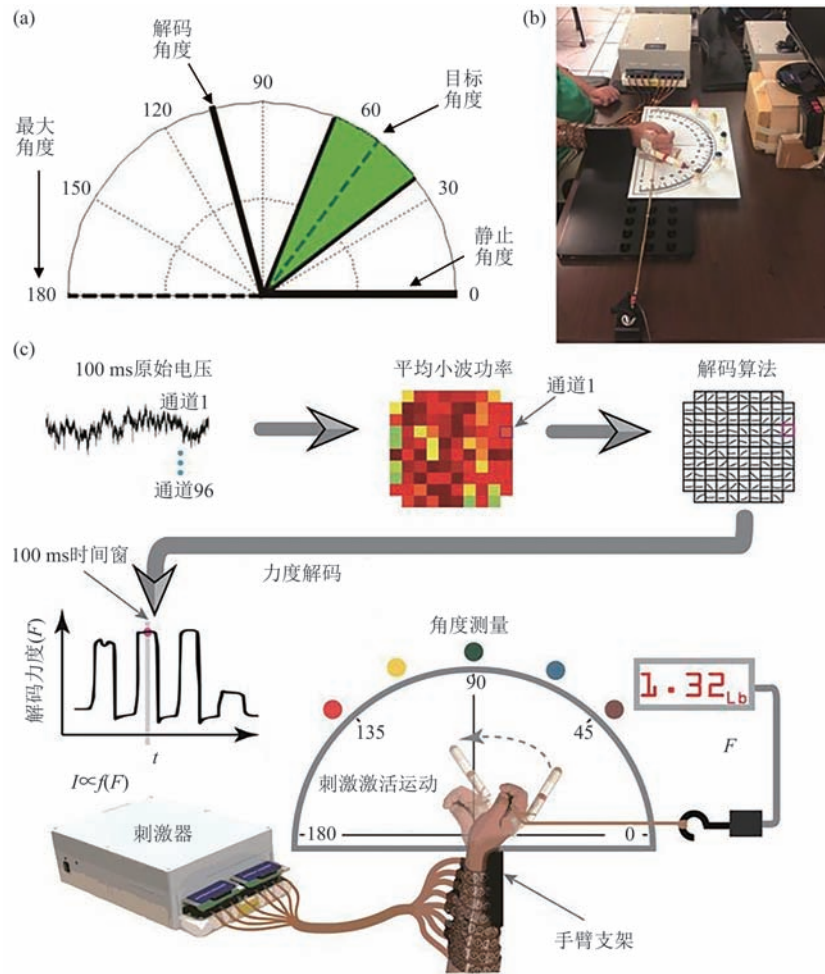 (a)
解码
角度
90
目标
角度
120
60
最大
角度
150
30
静止
角度
180
0
(b)
(c)
100 ms原始电压
通道1
通道96
平均小波功率
通道1
解码算法
100 ms时间窗
力度解码
解码力度(F)
t
角度测量
90
135
45
180
0
刺激激活运动
1.32Lb
F
I∝f(F)
刺激器
手臂支架